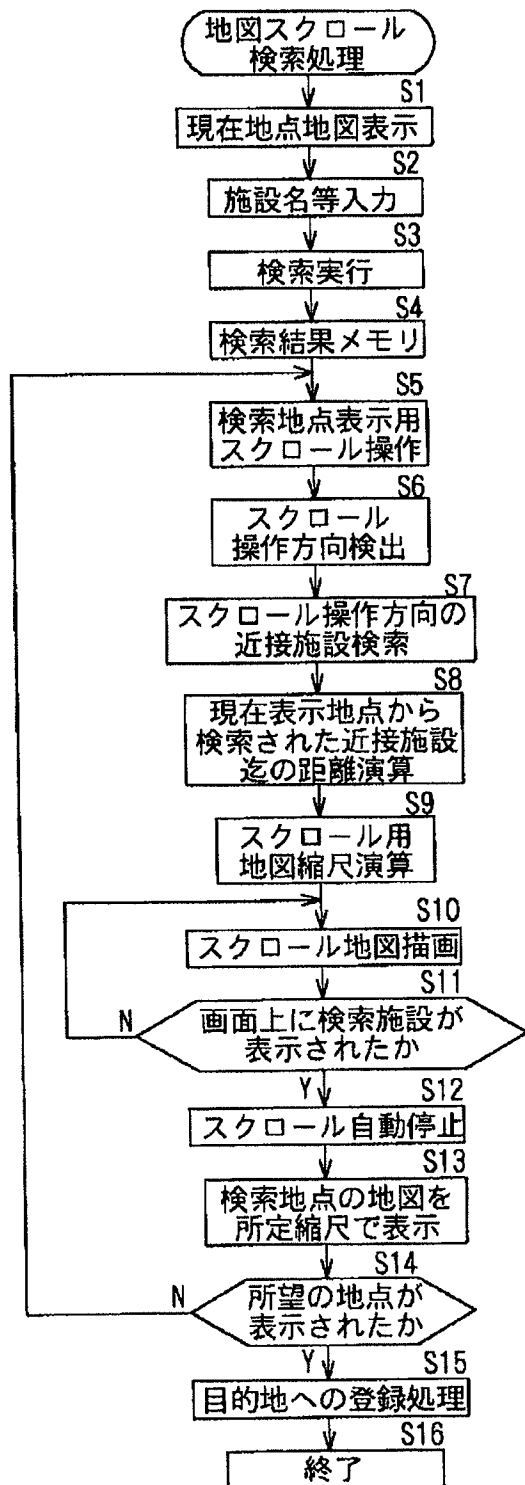 地図スクロール
検索処理
S1
現在地点地図表示
S2
施設名等入力
S3
検索実行
S4
検索結果メモリ
S5
検索地点表示用
スクロール操作
S6
スクロール
操作方向検出
S7
スクロール操作方向の
近接施設検索
S8
現在表示地点から
検索された近接施設
迄の距離演算
S9
スクロール用
地図縮尺演算
S10
スクロール地図描画
S11
画面上に検索施設が
表示されたか
N
Y
S12
スクロール自動停止
S13
検索地点の地図を
所定縮尺で表示
S14
所望の地点が
表示されたか
N
Y
S15
目的地への登録処理
S16
終了